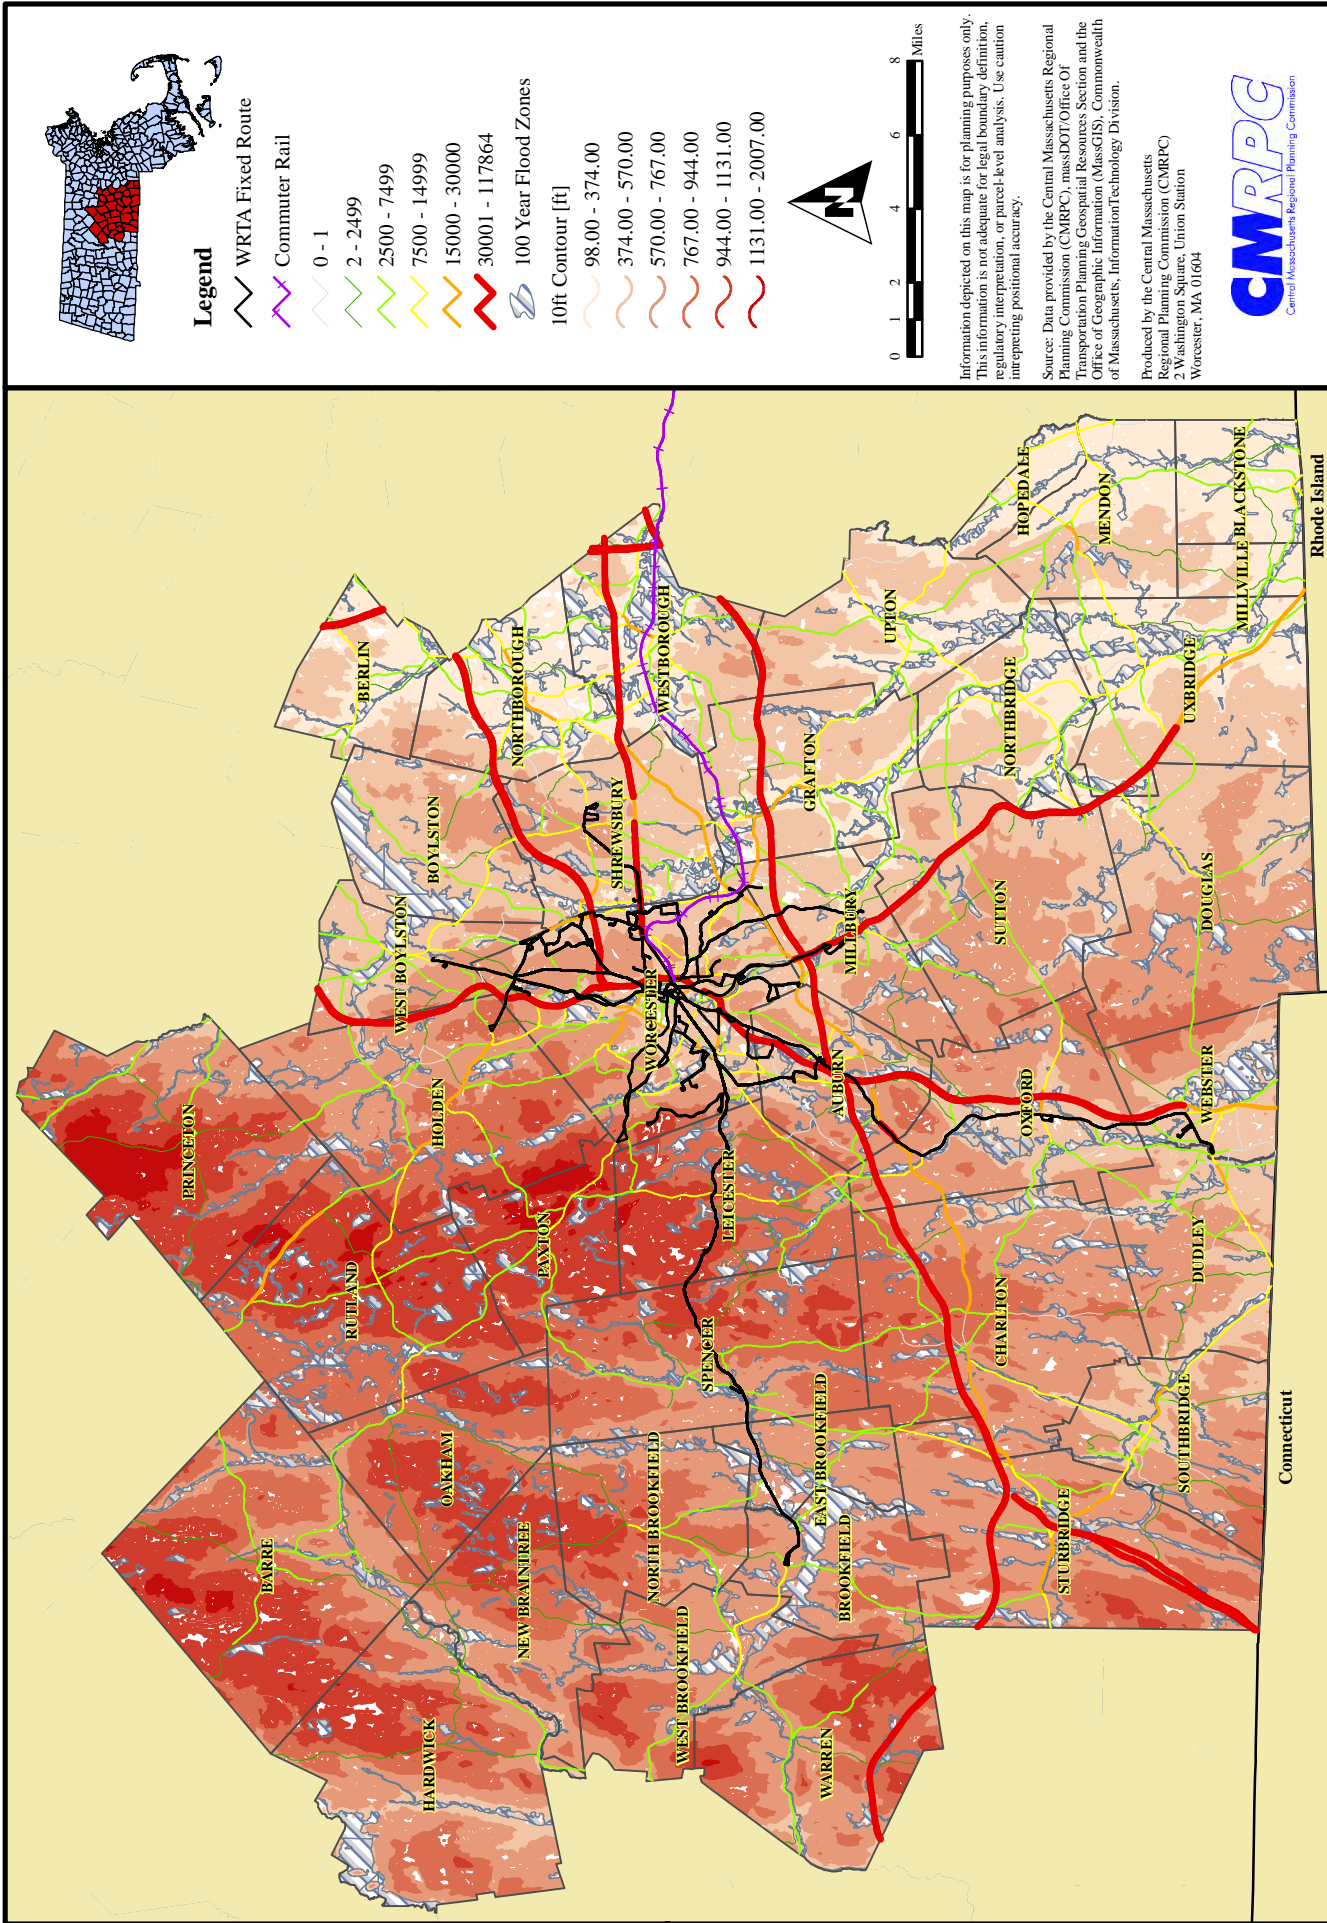 PRINCETON
BERLIN
BOYLSTON
WEST BOYLSTON
HOLDEN
RUTLAND
BARRE
HARDWICK
OAKHAM
NEW BRAINTREE
PAXTON
NORTHBOROUGH
SHREWSBURY
WESTBOROUGH
WORCESTER
LEICESTER
SPENCER
NORTH BROOKFIELD
WEST BROOKFIELD
EAST BROOKFIELD
BROOKFIELD
WARREN
AUBURN
MILLBURY
GRAFTON
UPTON
HOPEDALE
MENDON
NORTHBRIDGE
SUTTON
OXFORD
CHARLTON
STURBRIDGE
SOUTHBRIDGE
DUDLEY
WEBSTER
DOUGLAS
UXBRIDGE
MILLVILLE
BLACKSTONE
Connecticut
Rhode Island
Legend
WRTA Fixed Route
Commuter Rail
0 - 1
2 - 2499
2500 - 7499
7500 - 14999
15000 - 30000
30001 - 117864
100 Year Flood Zones
10ft Contour [ft]
98.00 - 374.00
374.00 - 570.00
570.00 - 767.00
767.00 - 944.00
944.00 - 1131.00
1131.00 - 2007.00
N
0 1 2 4 6 8
Miles
Information depicted on this map is for planning purposes only.
This information is not adequate for legal boundary definition,
regulatory interpretation, or parcel-level analysis. Use caution
intrepreting positional accuracy.
Source: Data provided by the Central Massachusetts Regional
Planning Commission (CMRPC), massDOT/Office Of
Transportation Planning Geospatial Resources Section and the
Office of Geographic Information (MassGIS), Commonwealth
of Massachusetts, InformationTechnology Division.
Produced by the Central Massachusetts
Regional Planning Commission (CMRPC)
2 Washington Square, Union Station
Worcester, MA 01604
CMRPC
Central Massachusetts Regional Planning Commission